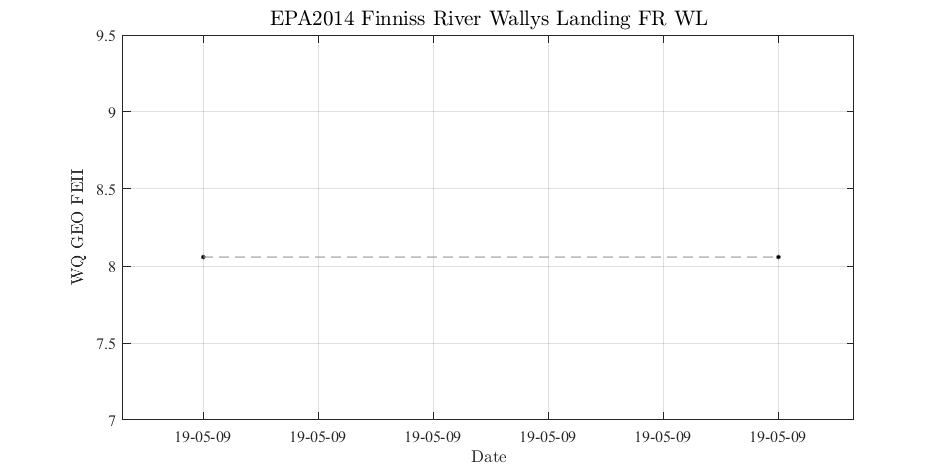 EPA2014 Finniss River Wallys Landing FR WL
9.5
9
8.5
8
7.5
7
WQ GEO FEII
19-05-09 19-05-09 19-05-09 19-05-09 19-05-09 19-05-09
Date